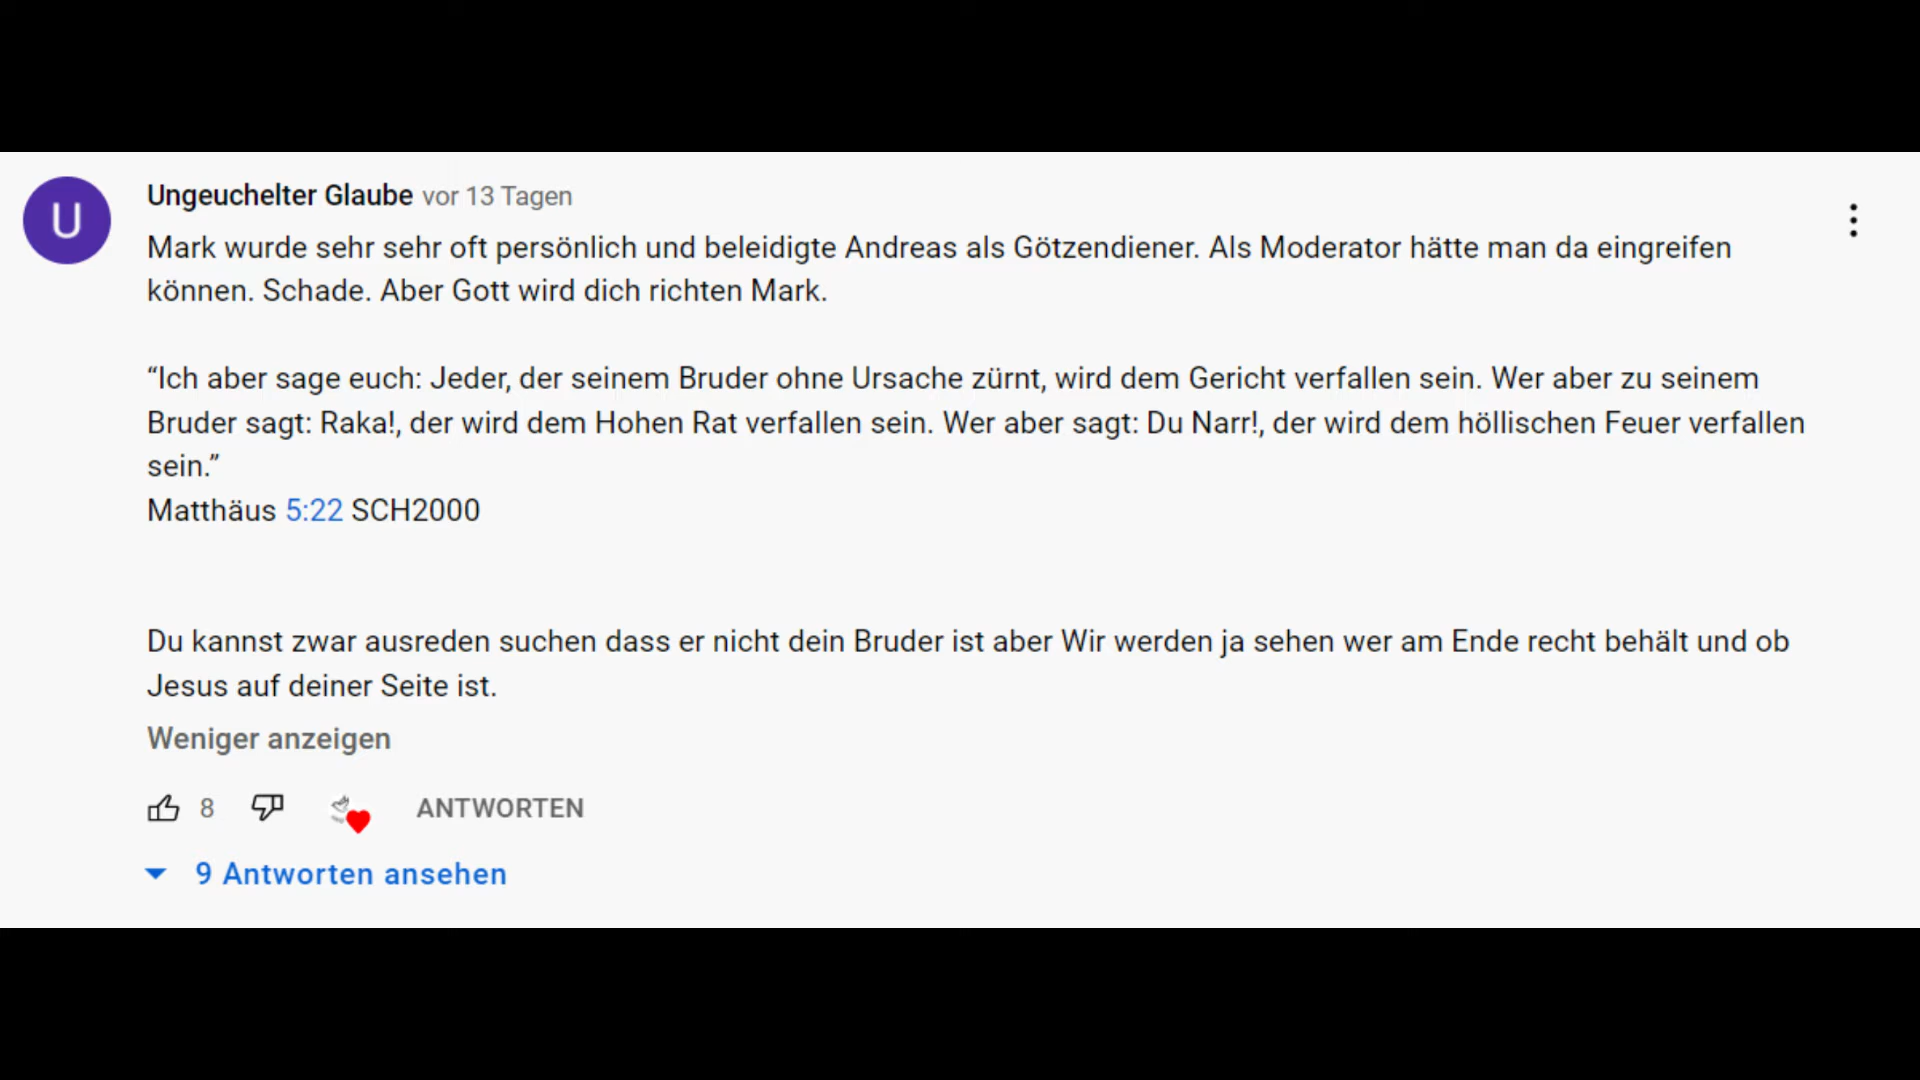 U
Ungeuchelter Glaube vor 13 Tagen
Mark wurde sehr sehr oft persönlich und beleidigte Andreas als Götzendiener. Als Moderator hätte man da eingreifen
können. Schade. Aber Gott wird dich richten Mark.
“Ich aber sage euch: Jeder, der seinem Bruder ohne Ursache zürnt, wird dem Gericht verfallen sein. Wer aber zu seinem
Bruder sagt: Raka!, der wird dem Hohen Rat verfallen sein. Wer aber sagt: Du Narr!, der wird dem höllischen Feuer verfallen
sein.”
Matthäus 5:22 SCH2000
Du kannst zwar ausreden suchen dass er nicht dein Bruder ist aber Wir werden ja sehen wer am Ende recht behält und ob
Jesus auf deiner Seite ist.
Weniger anzeigen
8 ANTWORTEN
9 Antworten ansehen